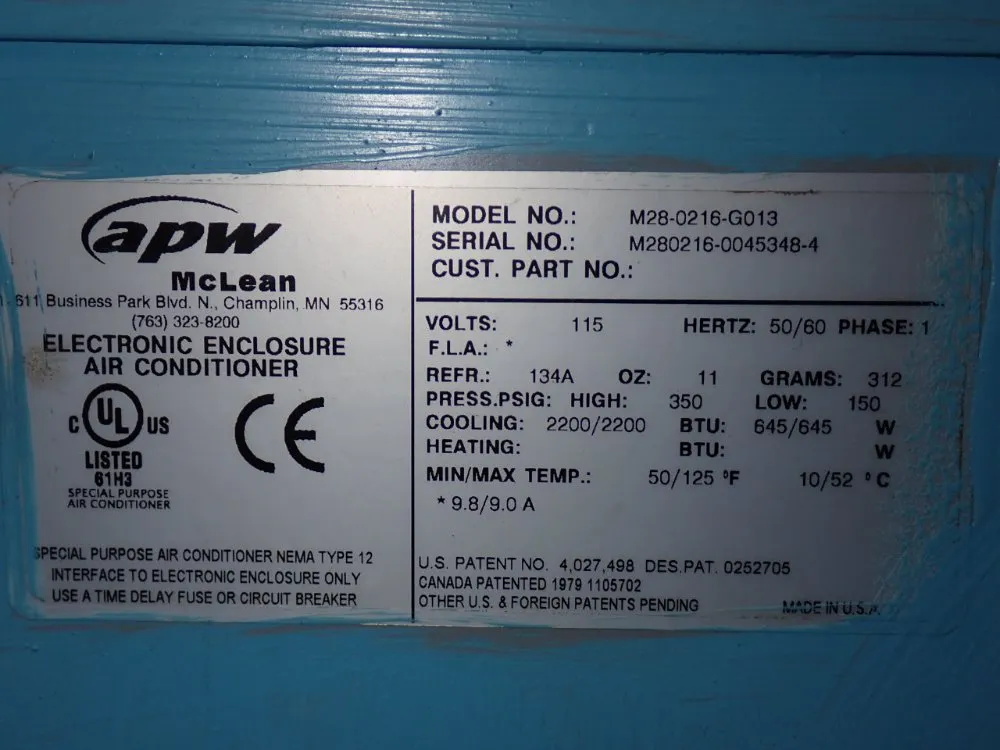 apw
McLean
611 Business Park Blvd. N., Champlin, MN 55316
(763) 323-8200
ELECTRONIC ENCLOSURE
AIR CONDITIONER
C UL US
LISTED
61H3
SPECIAL PURPOSE
AIR CONDITIONER
CE
SPECIAL PURPOSE AIR CONDITIONER NEMA TYPE 12
INTERFACE TO ELECTRONIC ENCLOSURE ONLY
USE A TIME DELAY FUSE OR CIRCUIT BREAKER
MODEL NO.: M28-0216-G013
SERIAL NO.: M280216-0045348-4
CUST. PART NO.:
VOLTS: 115 HERTZ: 50/60 PHASE: 1
F.L.A.: *
REFR.: 134A OZ: 11 GRAMS: 312
PRESS.PSIG: HIGH: 350 LOW: 150
COOLING: 2200/2200 BTU: 645/645 W
HEATING: BTU: W
MIN/MAX TEMP.: 50/125 °F 10/52 °C
* 9.8/9.0 A
U.S. PATENT NO. 4,027,498 DES.PAT. 0252705
CANADA PATENTED 1979 1105702
OTHER U.S. & FOREIGN PATENTS PENDING
MADE IN U.S.A.